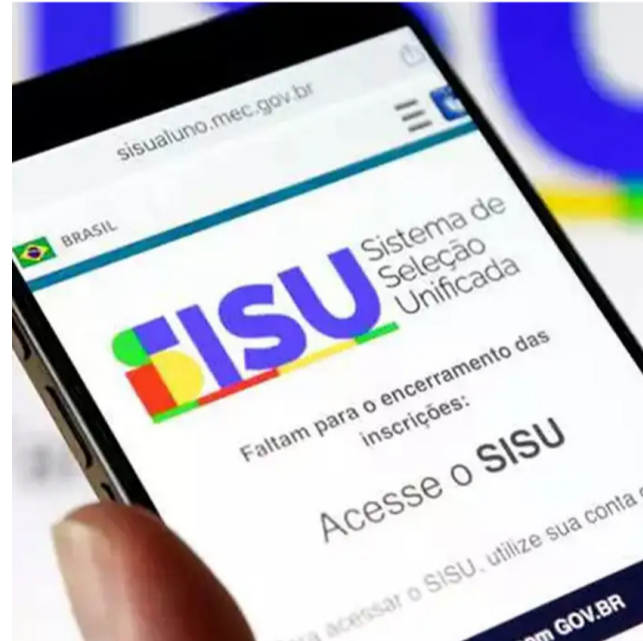 sisualuno.mec.gov.br
BRASIL
SISU
Sistema de
Seleção
Unificada
Faltam para o encerramento das
inscrições:
Acesse o SISU
acessar o SISU, utilize sua conta
GOV.BR